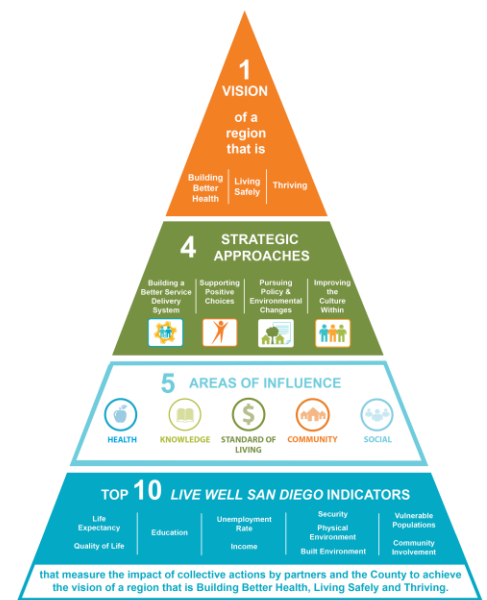 1
VISION
of a
region
that is
Building
Better
Health
Living
Safely
Thriving
4
STRATEGIC
APPROACHES
Building a
Better Service
Delivery
System
Supporting
Positive
Choices
Pursuing
Policy &
Environmental
Changes
Improving
the
Culture
Within
5 AREAS OF INFLUENCE
HEALTH
KNOWLEDGE
$
STANDARD OF
LIVING
COMMUNITY
SOCIAL
TOP 10 LIVE WELL SAN DIEGO INDICATORS
Life
Expectancy
Quality of Life
Education
Unemployment
Rate
Income
Security
Physical
Environment
Built Environment
Vulnerable
Populations
Community
Involvement
that measure the impact of collective actions by partners and the County to achieve
the vision of a region that is Building Better Health, Living Safely and Thriving.